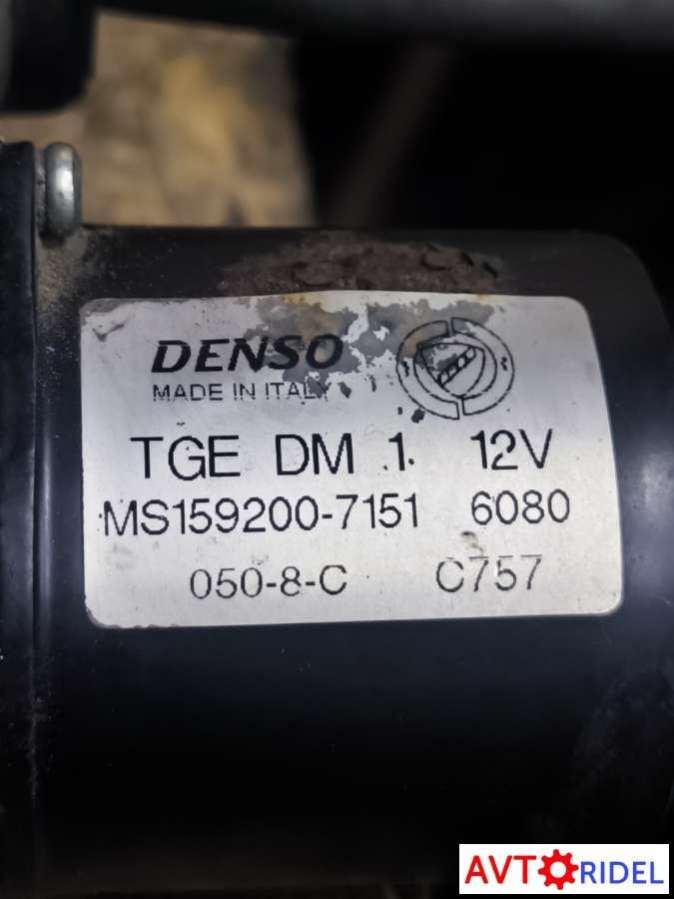 DENSO
MADE IN ITALY
TGE DM 1 12V
MS159200-7151 6080
050-8-C C757
AVTORIDEL